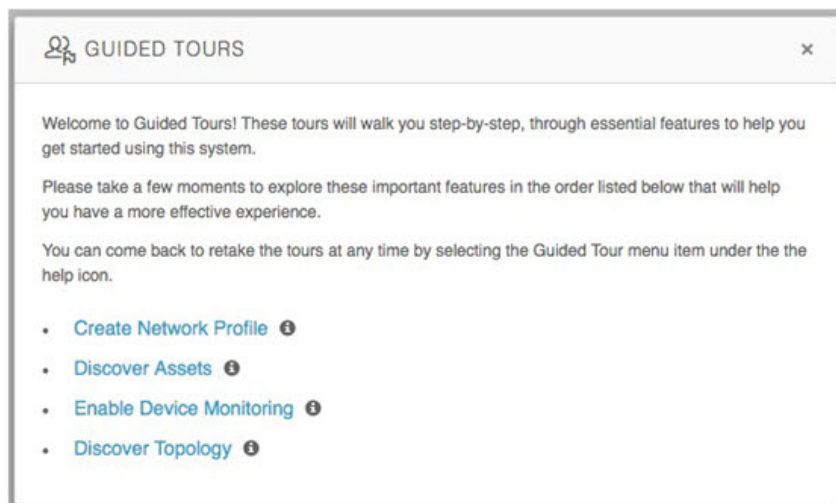 GUIDED TOURS
Welcome to Guided Tours! These tours will walk you step-by-step, through essential features to help you
get started using this system.
Please take a few moments to explore these important features in the order listed below that will help
you have a more effective experience.
You can come back to retake the tours at any time by selecting the Guided Tour menu item under the the
help icon.
• Create Network Profile
• Discover Assets
• Enable Device Monitoring
• Discover Topology